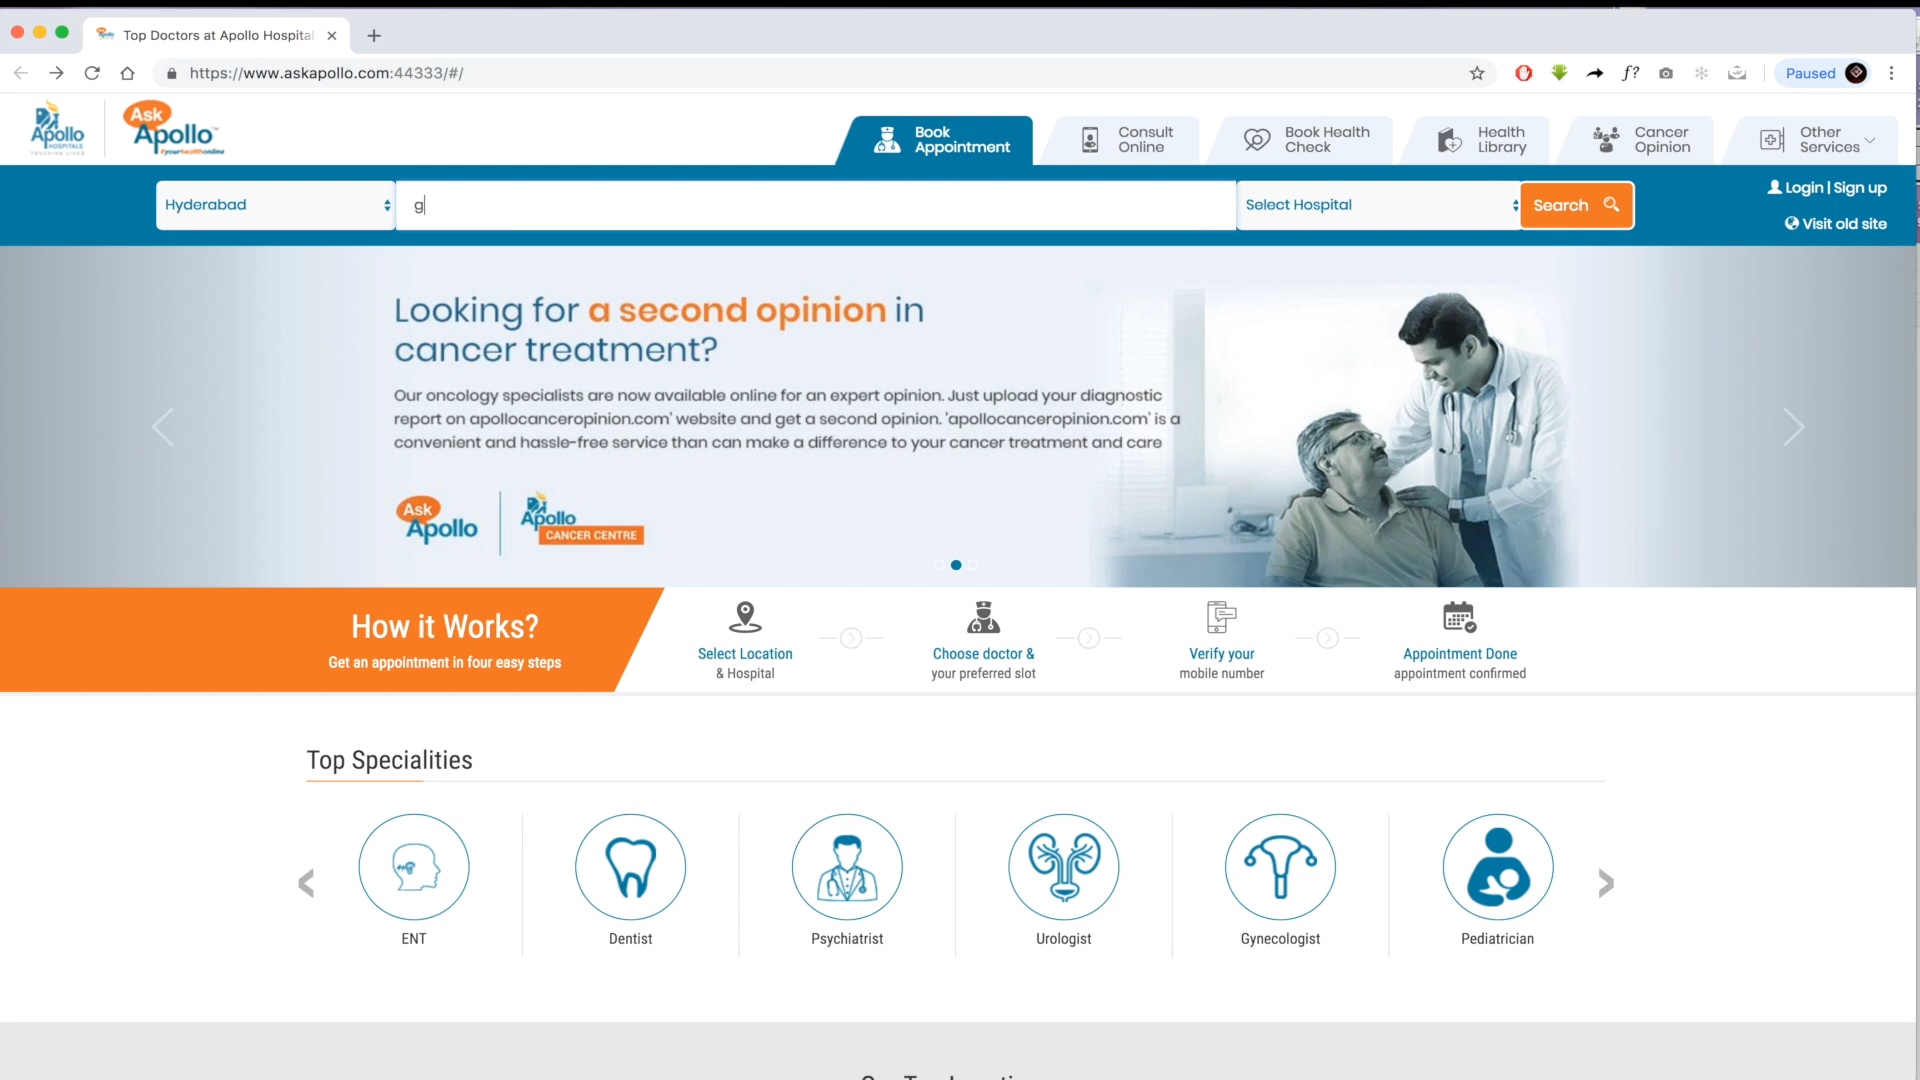 Top Doctors at Apollo Hospital
https://www.askapollo.com:44333/#/
f?
Paused
Apollo
HOSPITALS
TOUCHING LIVES
Ask
Apollo™
#yourhealthonline
Book
Appointment
Consult
Online
Book Health
Check
Health
Library
Cancer
Opinion
Other
Services
Hyderabad
g
Select Hospital
Search
Login | Sign up
Visit old site
Looking for a second opinion in
cancer treatment?
Our oncology specialists are now available online for an expert opinion. Just upload your diagnostic
report on apollocanceropinion.com' website and get a second opinion. 'apollocanceropinion.com' is a
convenient and hassle-free service than can make a difference to your cancer treatment and care
Ask
Apollo
Apollo
CANCER CENTRE
How it Works?
Get an appointment in four easy steps
Select Location
& Hospital
Choose doctor &
your preferred slot
Verify your
mobile number
Appointment Done
appointment confirmed
Top Specialities
ENT
Dentist
Psychiatrist
Urologist
Gynecologist
Pediatrician